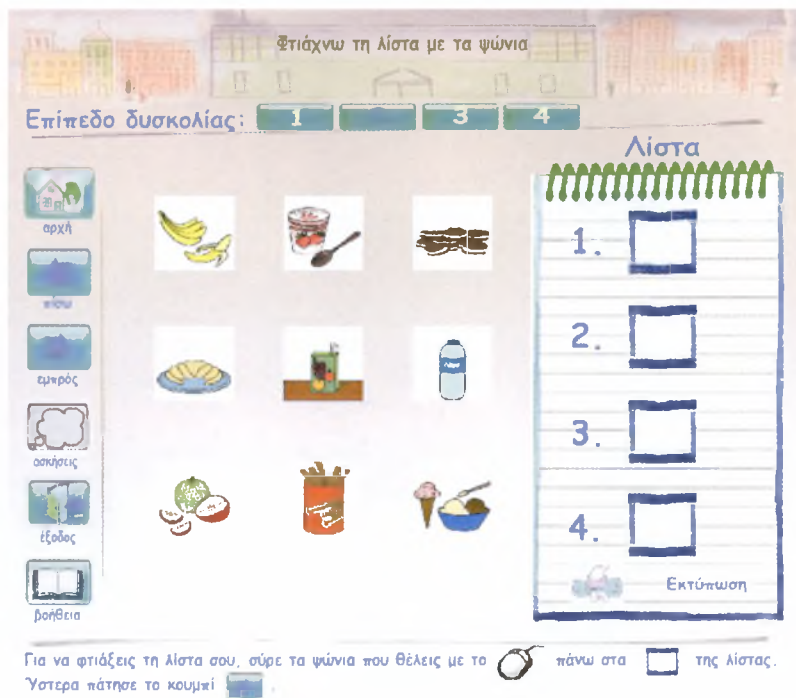 Φτιάχνω τη λίστα με τα ψώνια
Επίπεδο δυσκολίας: 1 3 4
Λίστα
αρχή
πίσω
εμπρός
ασκήσεις
έξοδος
βοήθεια
1.
2.
3.
4.
Εκτύπωση
Για να φτιάξεις τη λίστα σου, σύρε τα ψώνια που θέλεις με το πάνω στα της λίστας.
Ύστερα πάτησε το κουμπί .